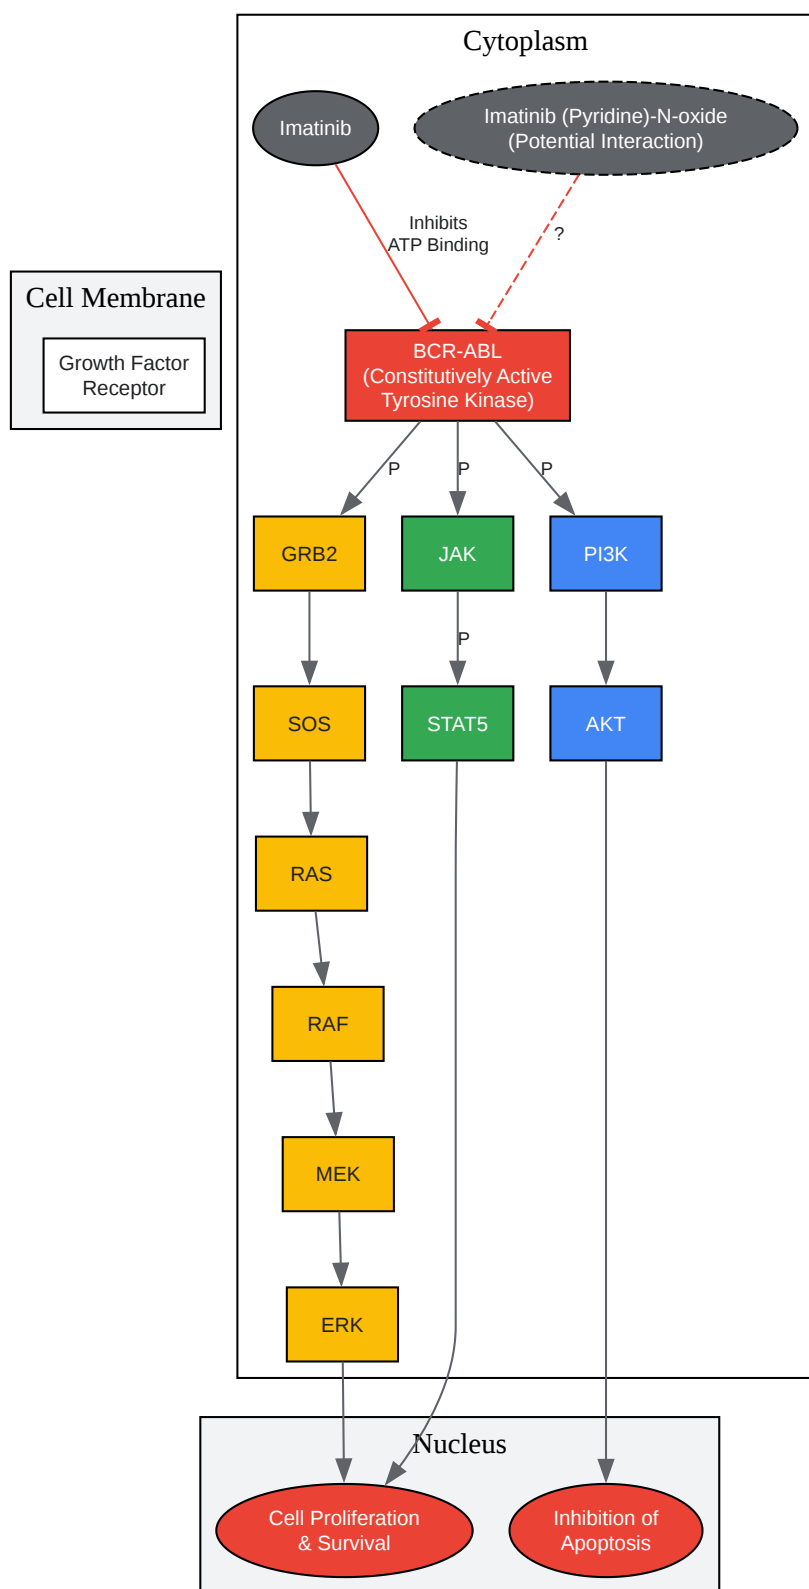 Cytoplasm
Imatinib
Imatinib (Pyridine)-N-oxide
(Potential Interaction)
Inhibits
ATP Binding
?
Cell Membrane
Growth Factor
Receptor
BCR-ABL
(Constitutively Active
Tyrosine Kinase)
P
P
P
GRB2
JAK
PI3K
P
SOS
STAT5
AKT
RAS
RAF
MEK
ERK
Nucleus
Cell Proliferation
& Survival
Inhibition of
Apoptosis